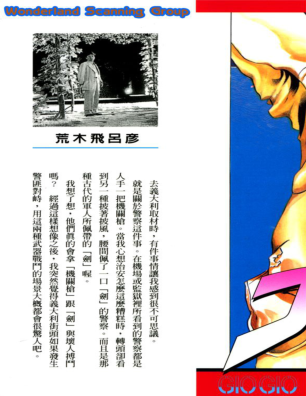 Wonderland Scanning Group
荒木飛呂彦
去義大利取材時，有件事情讓我感到很不可思議。
就是關於警察這件事。在機場或監獄裡所看到的警察都是
人手一把機關槍。當我心想治安怎麼這麼糟糕時，轉頭卻看
到另一種披著披風，腰間佩了一口「劍」的警察。而且是那
種古代的軍人所佩帶的「劍」喔。
我想了想，他們真的會拿「機關槍」跟「劍」與壞人搏鬥
嗎？　經過這樣想像之後，我突然覺得義大利街頭如果發生
警匪對峙，用這兩種武器戰鬥的場景大概都會很驚人吧。
GIO GIO